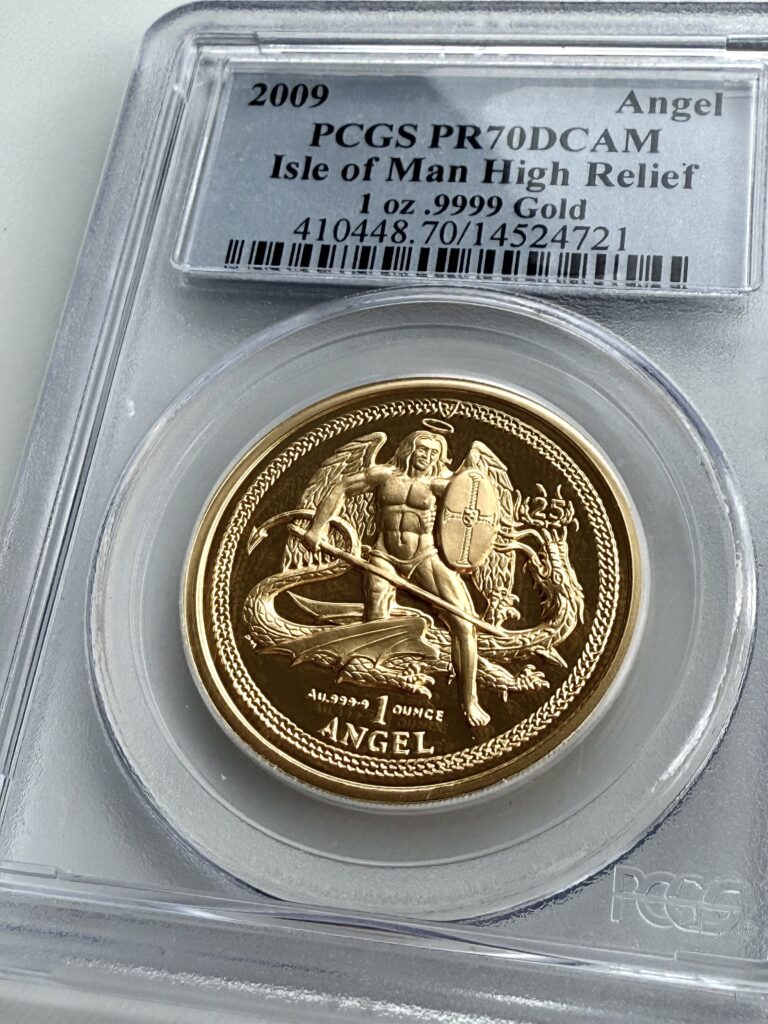 2009 Angel
PCGS PR70DCAM
Isle of Man High Relief
1 oz .9999 Gold
410448.70/14524721
25
Au.999-9 1 OUNCE
ANGEL
PCGS